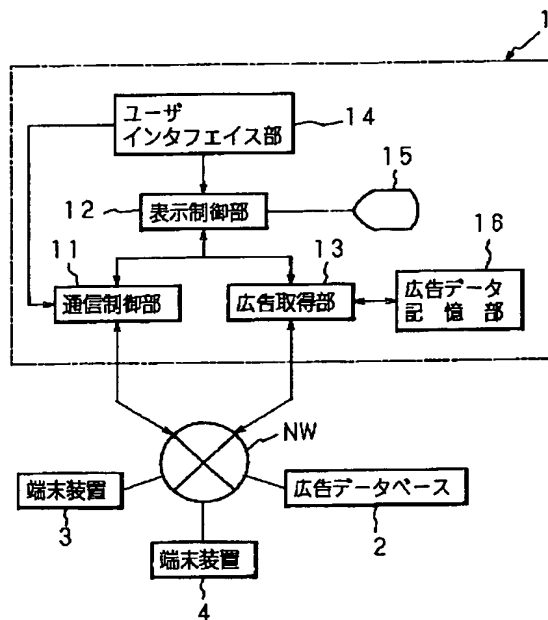 1
ユーザ
インタフェイス部
14
15
12
表示制御部
16
11
13
通信制御部
広告取得部
広告データ
記憶部
NW
端末装置
広告データベース
3
2
端末装置
4